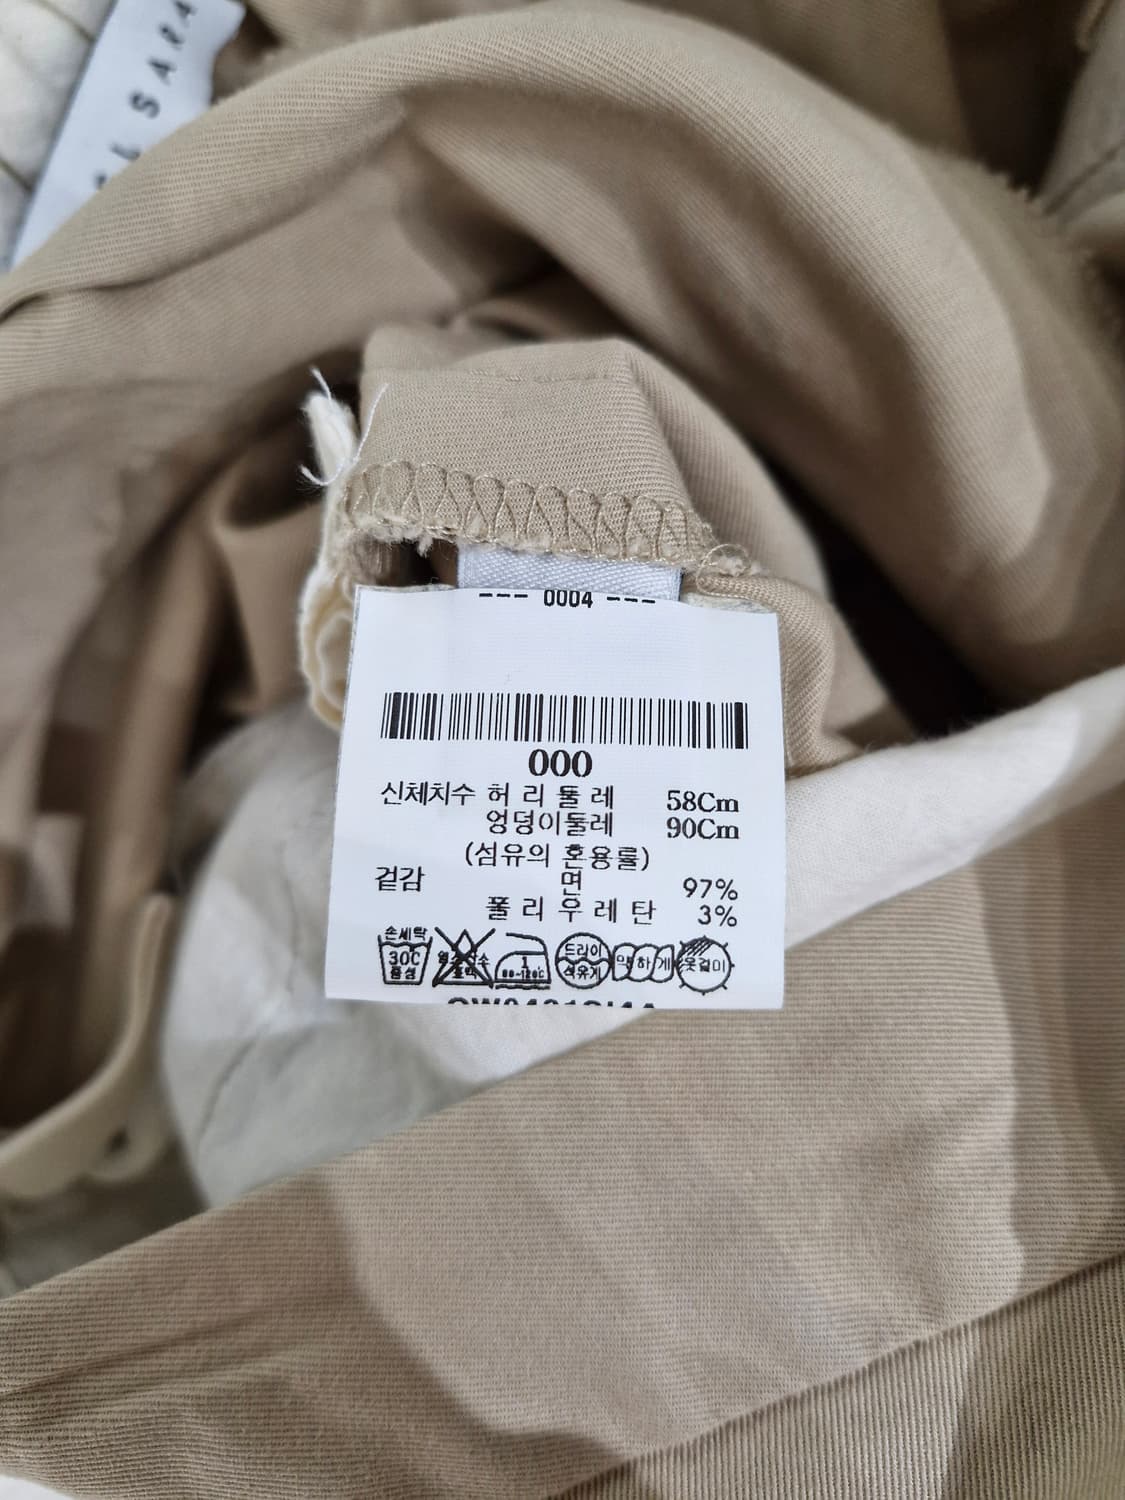 L SARA
--- 0004 ---
000
신체치수 허 리 둘 레 58Cm
엉덩이둘레 90Cm
(섬유의 혼용률)
겉감 면 97%
폴 리 우 레 탄 3%
손세탁
30C
중성
드라이
석유계
약하게
옷걸이